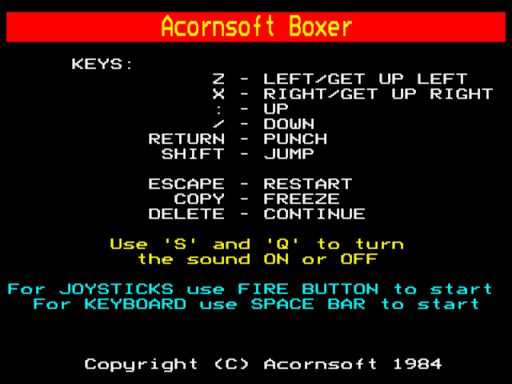 Acornsoft Boxer
KEYS:
Z - LEFT/GET UP LEFT
X - RIGHT/GET UP RIGHT
: - UP
/ - DOWN
RETURN - PUNCH
SHIFT - JUMP
ESCAPE - RESTART
COPY - FREEZE
DELETE - CONTINUE
Use 'S' and 'Q' to turn
the sound ON or OFF
For JOYSTICKS use FIRE BUTTON to start
For KEYBOARD use SPACE BAR to start
Copyright (C) Acornsoft 1984